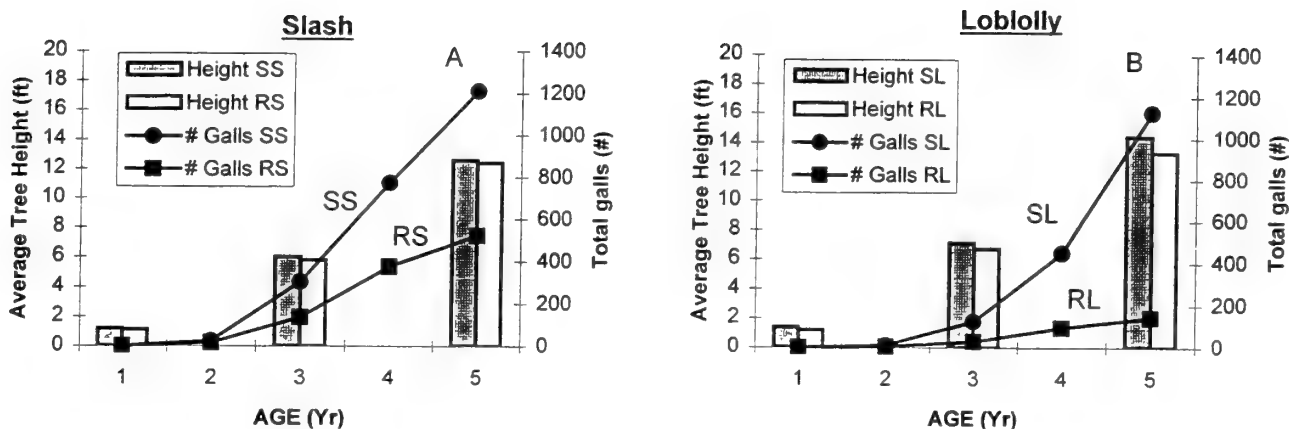 Slash
A
Average Tree Height (ft)
20
18
16
14
12
10
8
6
4
2
0
Height SS
Height RS
# Galls SS
# Galls RS
SS
RS
1400
1200
1000
800
600
400
200
0
Total galls (#)
1 2 3 4 5
AGE (Yr)
Loblolly
B
Average Tree Height (ft)
20
18
16
14
12
10
8
6
4
2
0
Height SL
Height RL
# Galls SL
# Galls RL
SL
RL
1400
1200
1000
800
600
400
200
0
Total galls (#)
1 2 3 4 5
AGE (Yr)